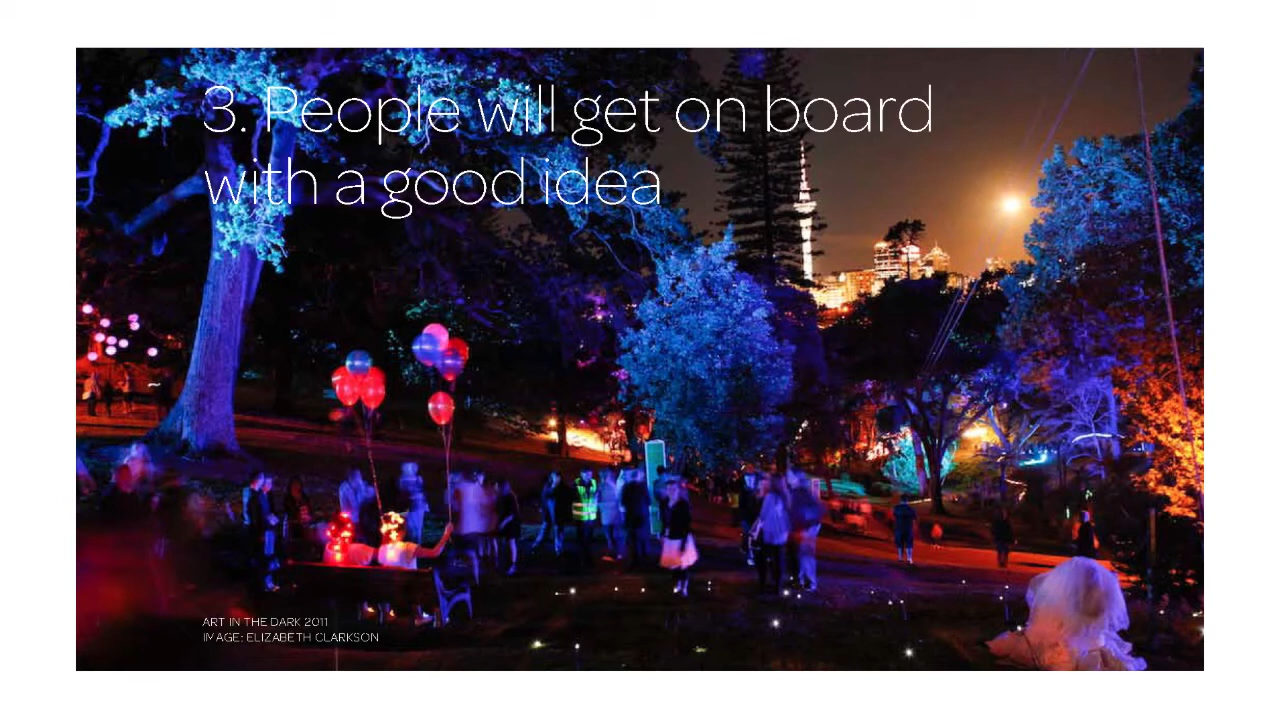 3. People will get on board
with a good idea
ART IN THE DARK 2011
IMAGE: ELIZABETH CLARKSON